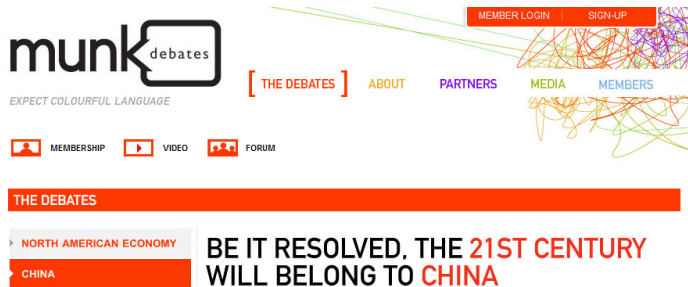 MEMBER LOGIN SIGN-UP
munk debates
THE DEBATES ABOUT PARTNERS MEDIA MEMBERS
EXPECT COLOURFUL LANGUAGE
MEMBERSHIP VIDEO FORUM
THE DEBATES
NORTH AMERICAN ECONOMY
CHINA
BE IT RESOLVED, THE 21ST CENTURY
WILL BELONG TO CHINA